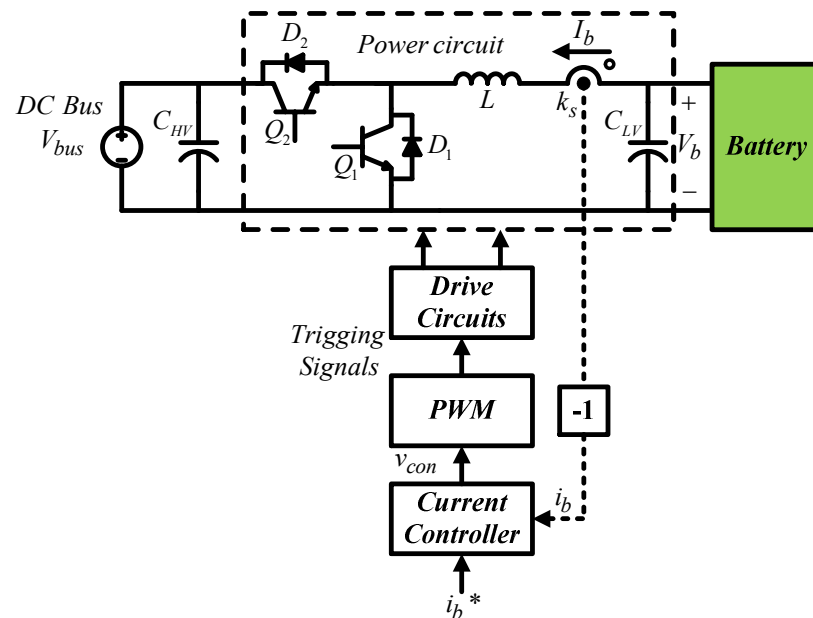 D2
Power circuit
Ib
DC Bus
Vbus
CHV
Q2
L
ks
CLV
+
Vb
−
Battery
Q1
D1
Drive
Circuits
Trigging
Signals
PWM
-1
vcon
ib
Current
Controller
ib*